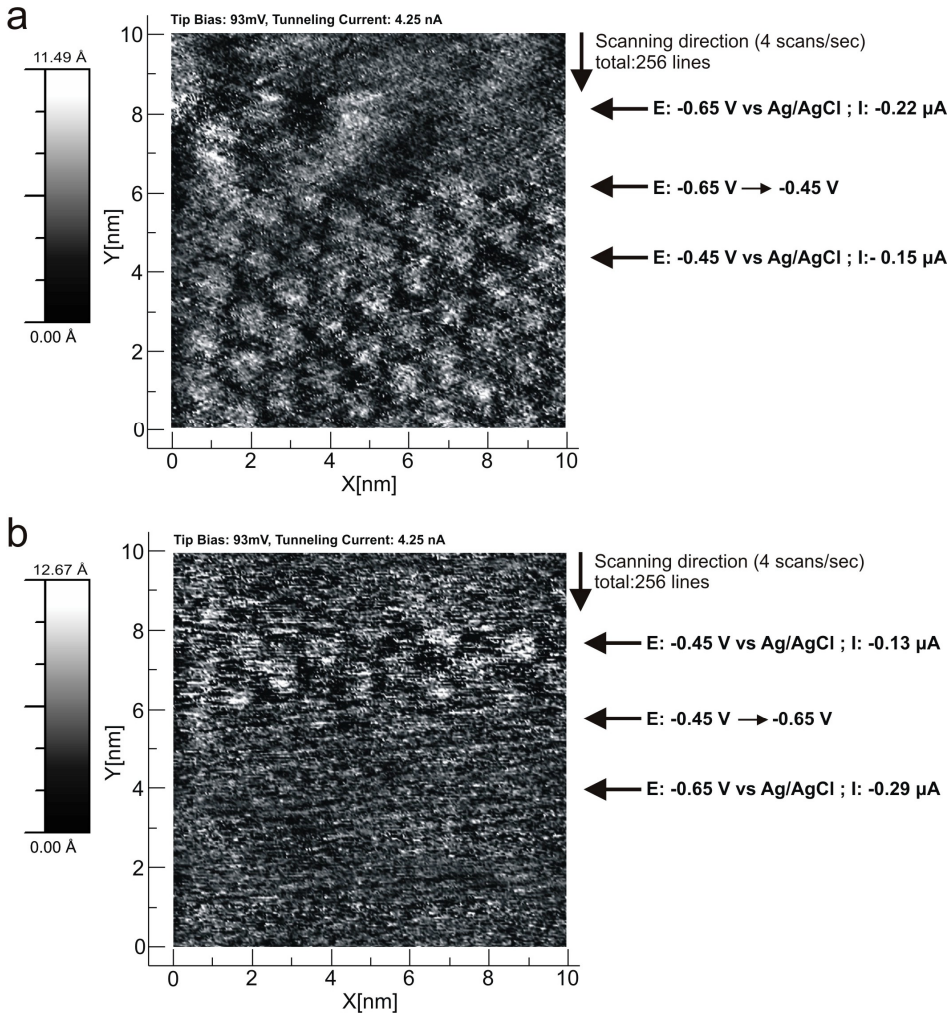 a
Tip Bias: 93mV, Tunneling Current: 4.25 nA
11.49 Å
0.00 Å
Y[nm]
10
8
6
4
2
0
0 2 4 6 8 10
X[nm]
Scanning direction (4 scans/sec)
total:256 lines
E: -0.65 V vs Ag/AgCl ; I: -0.22 µA
E: -0.65 V → -0.45 V
E: -0.45 V vs Ag/AgCl ; I:- 0.15 µA
b
Tip Bias: 93mV, Tunneling Current: 4.25 nA
12.67 Å
0.00 Å
Y[nm]
10
8
6
4
2
0
0 2 4 6 8 10
X[nm]
Scanning direction (4 scans/sec)
total:256 lines
E: -0.45 V vs Ag/AgCl ; I: -0.13 µA
E: -0.45 V → -0.65 V
E: -0.65 V vs Ag/AgCl ; I: -0.29 µA